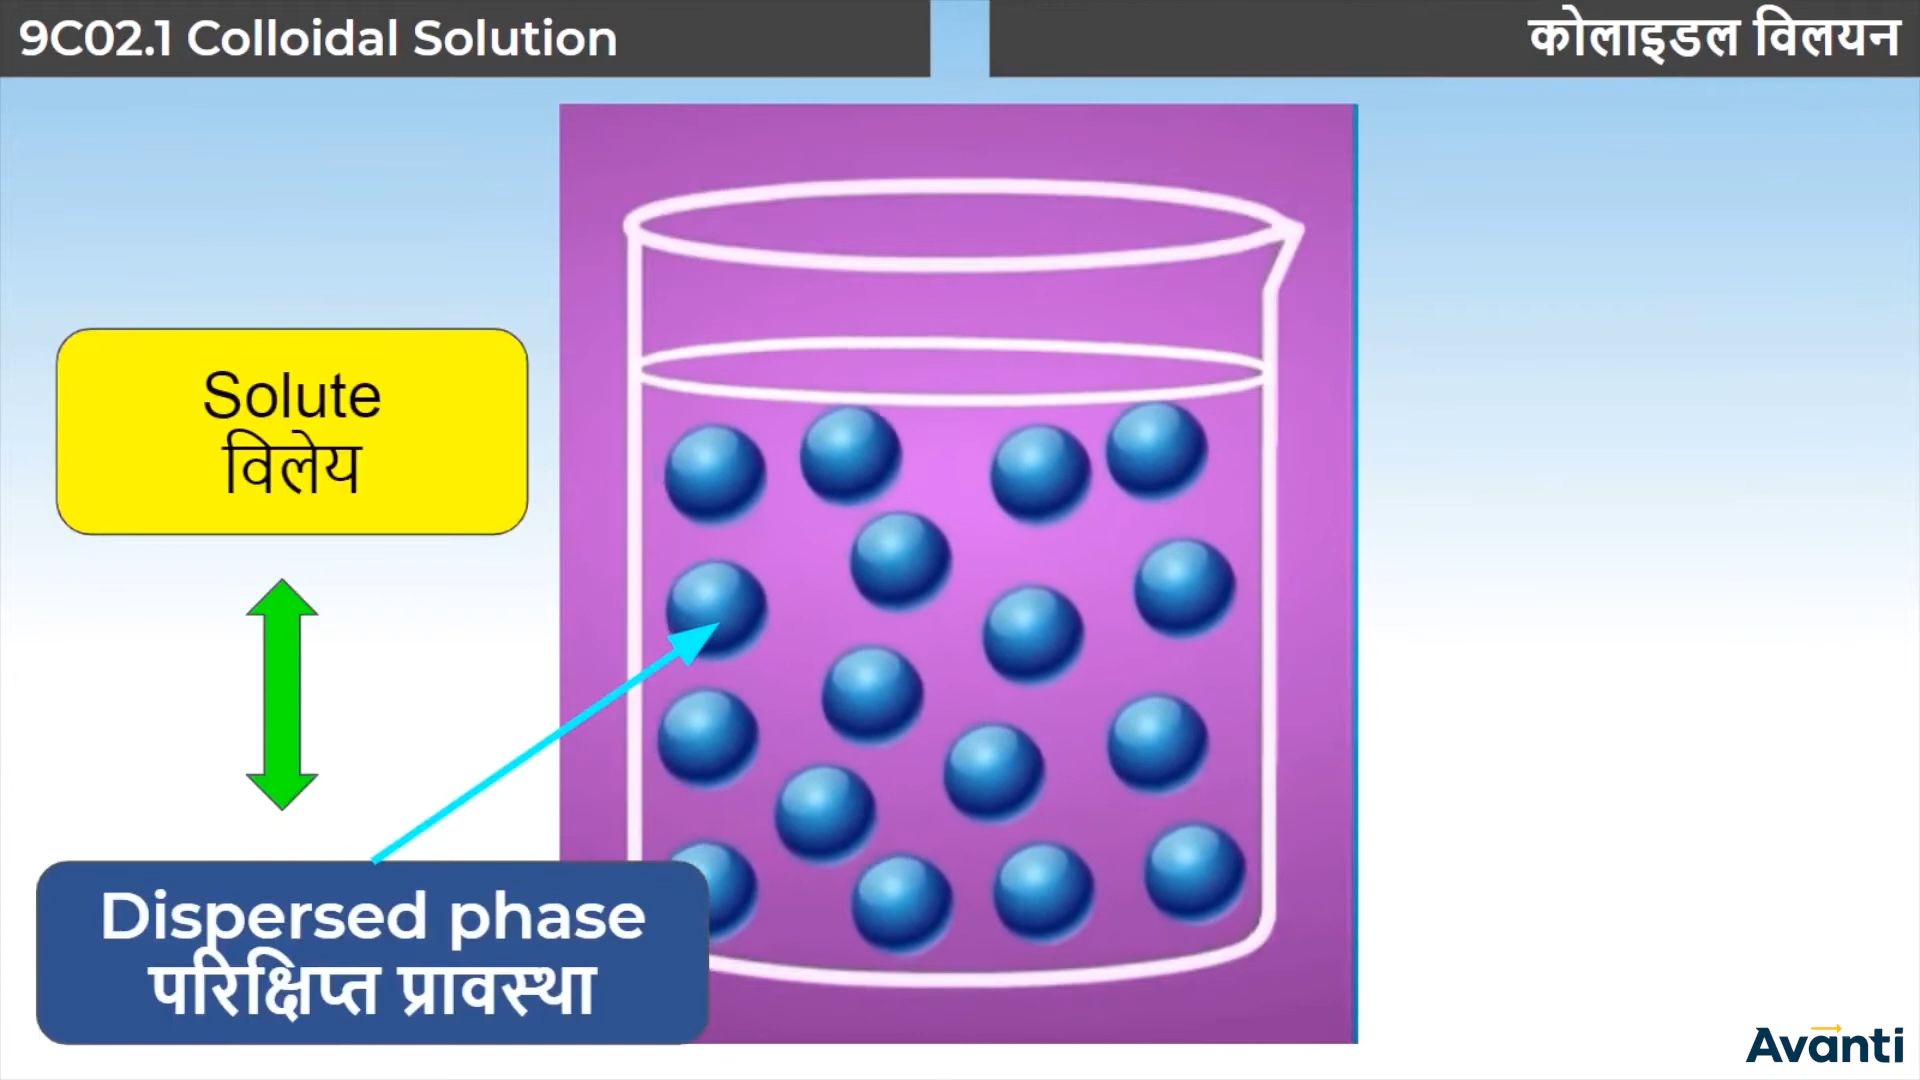 9C02.1 Colloidal Solution
कोलाइडल विलयन
Solute
विलेय
Dispersed phase
परिक्षिप्त प्रावस्था
Avanti